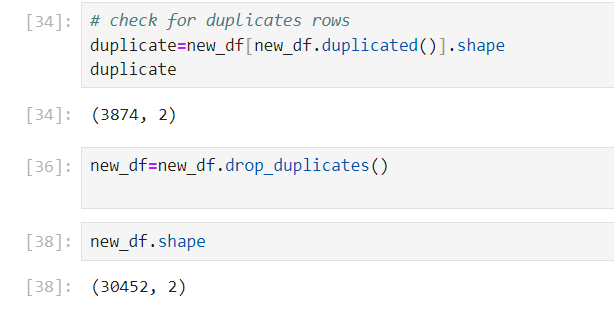 [34]: # check for duplicates rows
duplicate=new_df[new_df.duplicated()].shape
duplicate
[34]: (3874, 2)
[36]: new_df=new_df.drop_duplicates()
[38]: new_df.shape
[38]: (30452, 2)